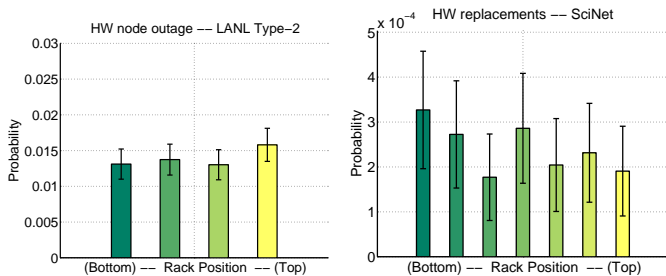 HW node outage −− LANL Type−2
0.03
0.025
0.02
0.015
0.01
0.005
0
Probability
(Bottom) −− Rack Position −− (Top)
HW replacements −− SciNet
5 x 10⁻⁴
4
3
2
1
0
Probability
(Bottom) −− Rack Position −− (Top)